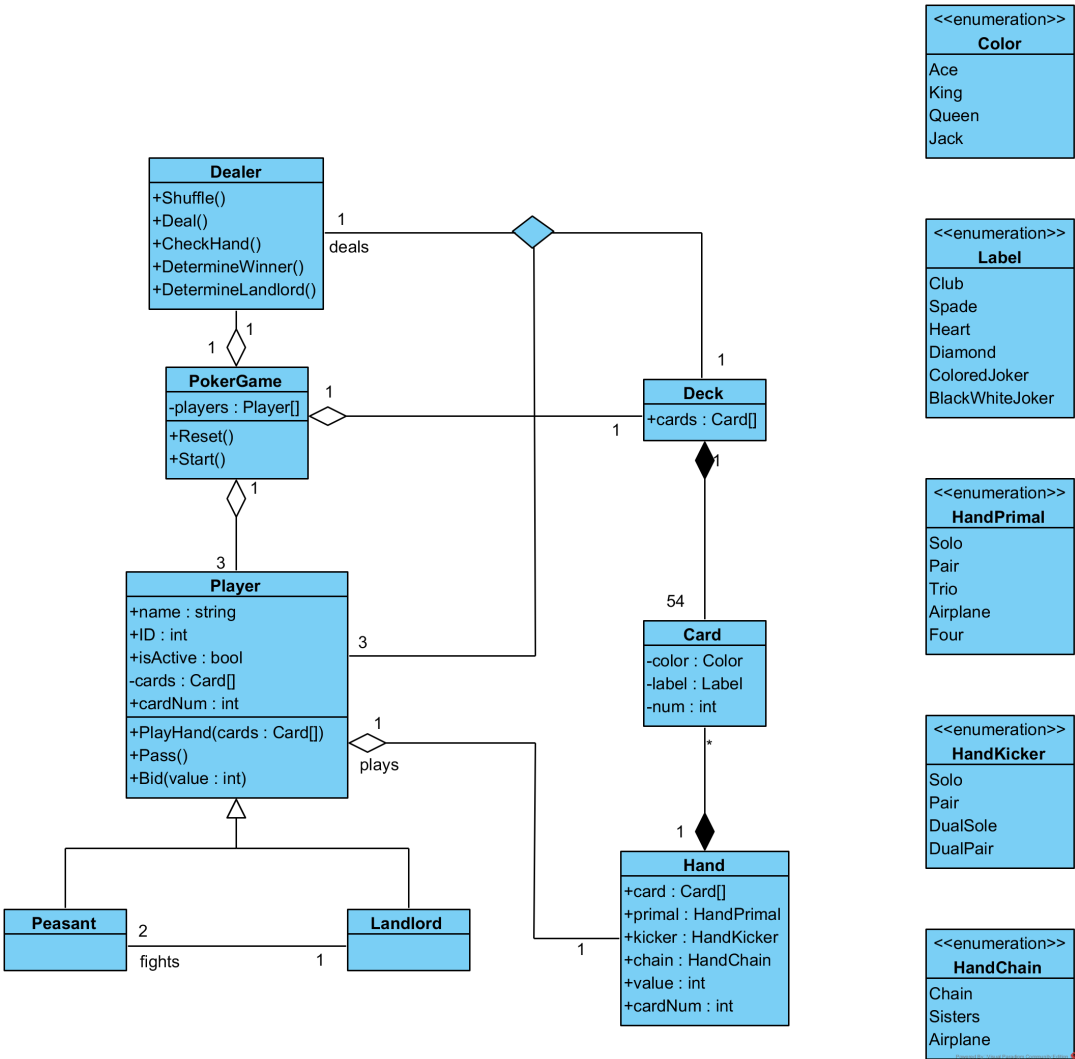 <<enumeration>>
Color
Ace
King
Queen
Jack
Dealer
+Shuffle()
+Deal()
+CheckHand()
+DetermineWinner()
+DetermineLandlord()
1
deals
1
<<enumeration>>
Label
Club
Spade
Heart
Diamond
ColoredJoker
BlackWhiteJoker
1
1
PokerGame
-players : Player[]
+Reset()
+Start()
1
1
Deck
+cards : Card[]
1
1
3
54
<<enumeration>>
HandPrimal
Solo
Pair
Trio
Airplane
Four
Player
+name : string
+ID : int
+isActive : bool
-cards : Card[]
+cardNum : int
+PlayHand(cards : Card[])
+Pass()
+Bid(value : int)
3
1
plays
Card
-color : Color
-label : Label
-num : int
*
1
<<enumeration>>
HandKicker
Solo
Pair
DualSole
DualPair
Hand
+card : Card[]
+primal : HandPrimal
+kicker : HandKicker
+chain : HandChain
+value : int
+cardNum : int
1
Peasant
2
fights
1
Landlord
<<enumeration>>
HandChain
Chain
Sisters
Airplane